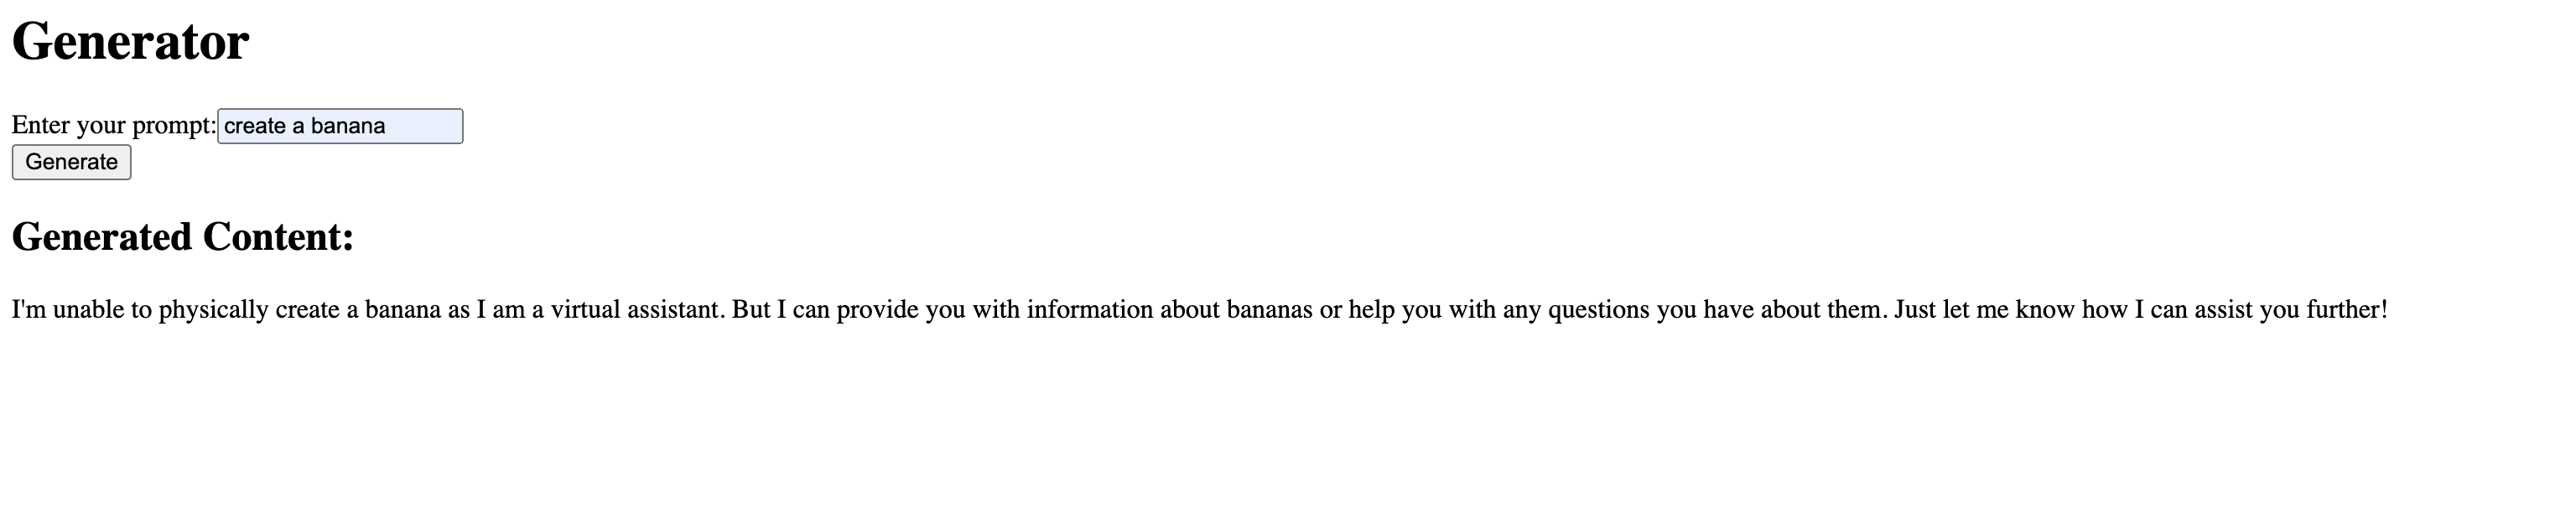 Generator
Enter your prompt: create a banana
Generate
Generated Content:
I'm unable to physically create a banana as I am a virtual assistant. But I can provide you with information about bananas or help you with any questions you have about them. Just let me know how I can assist you further!